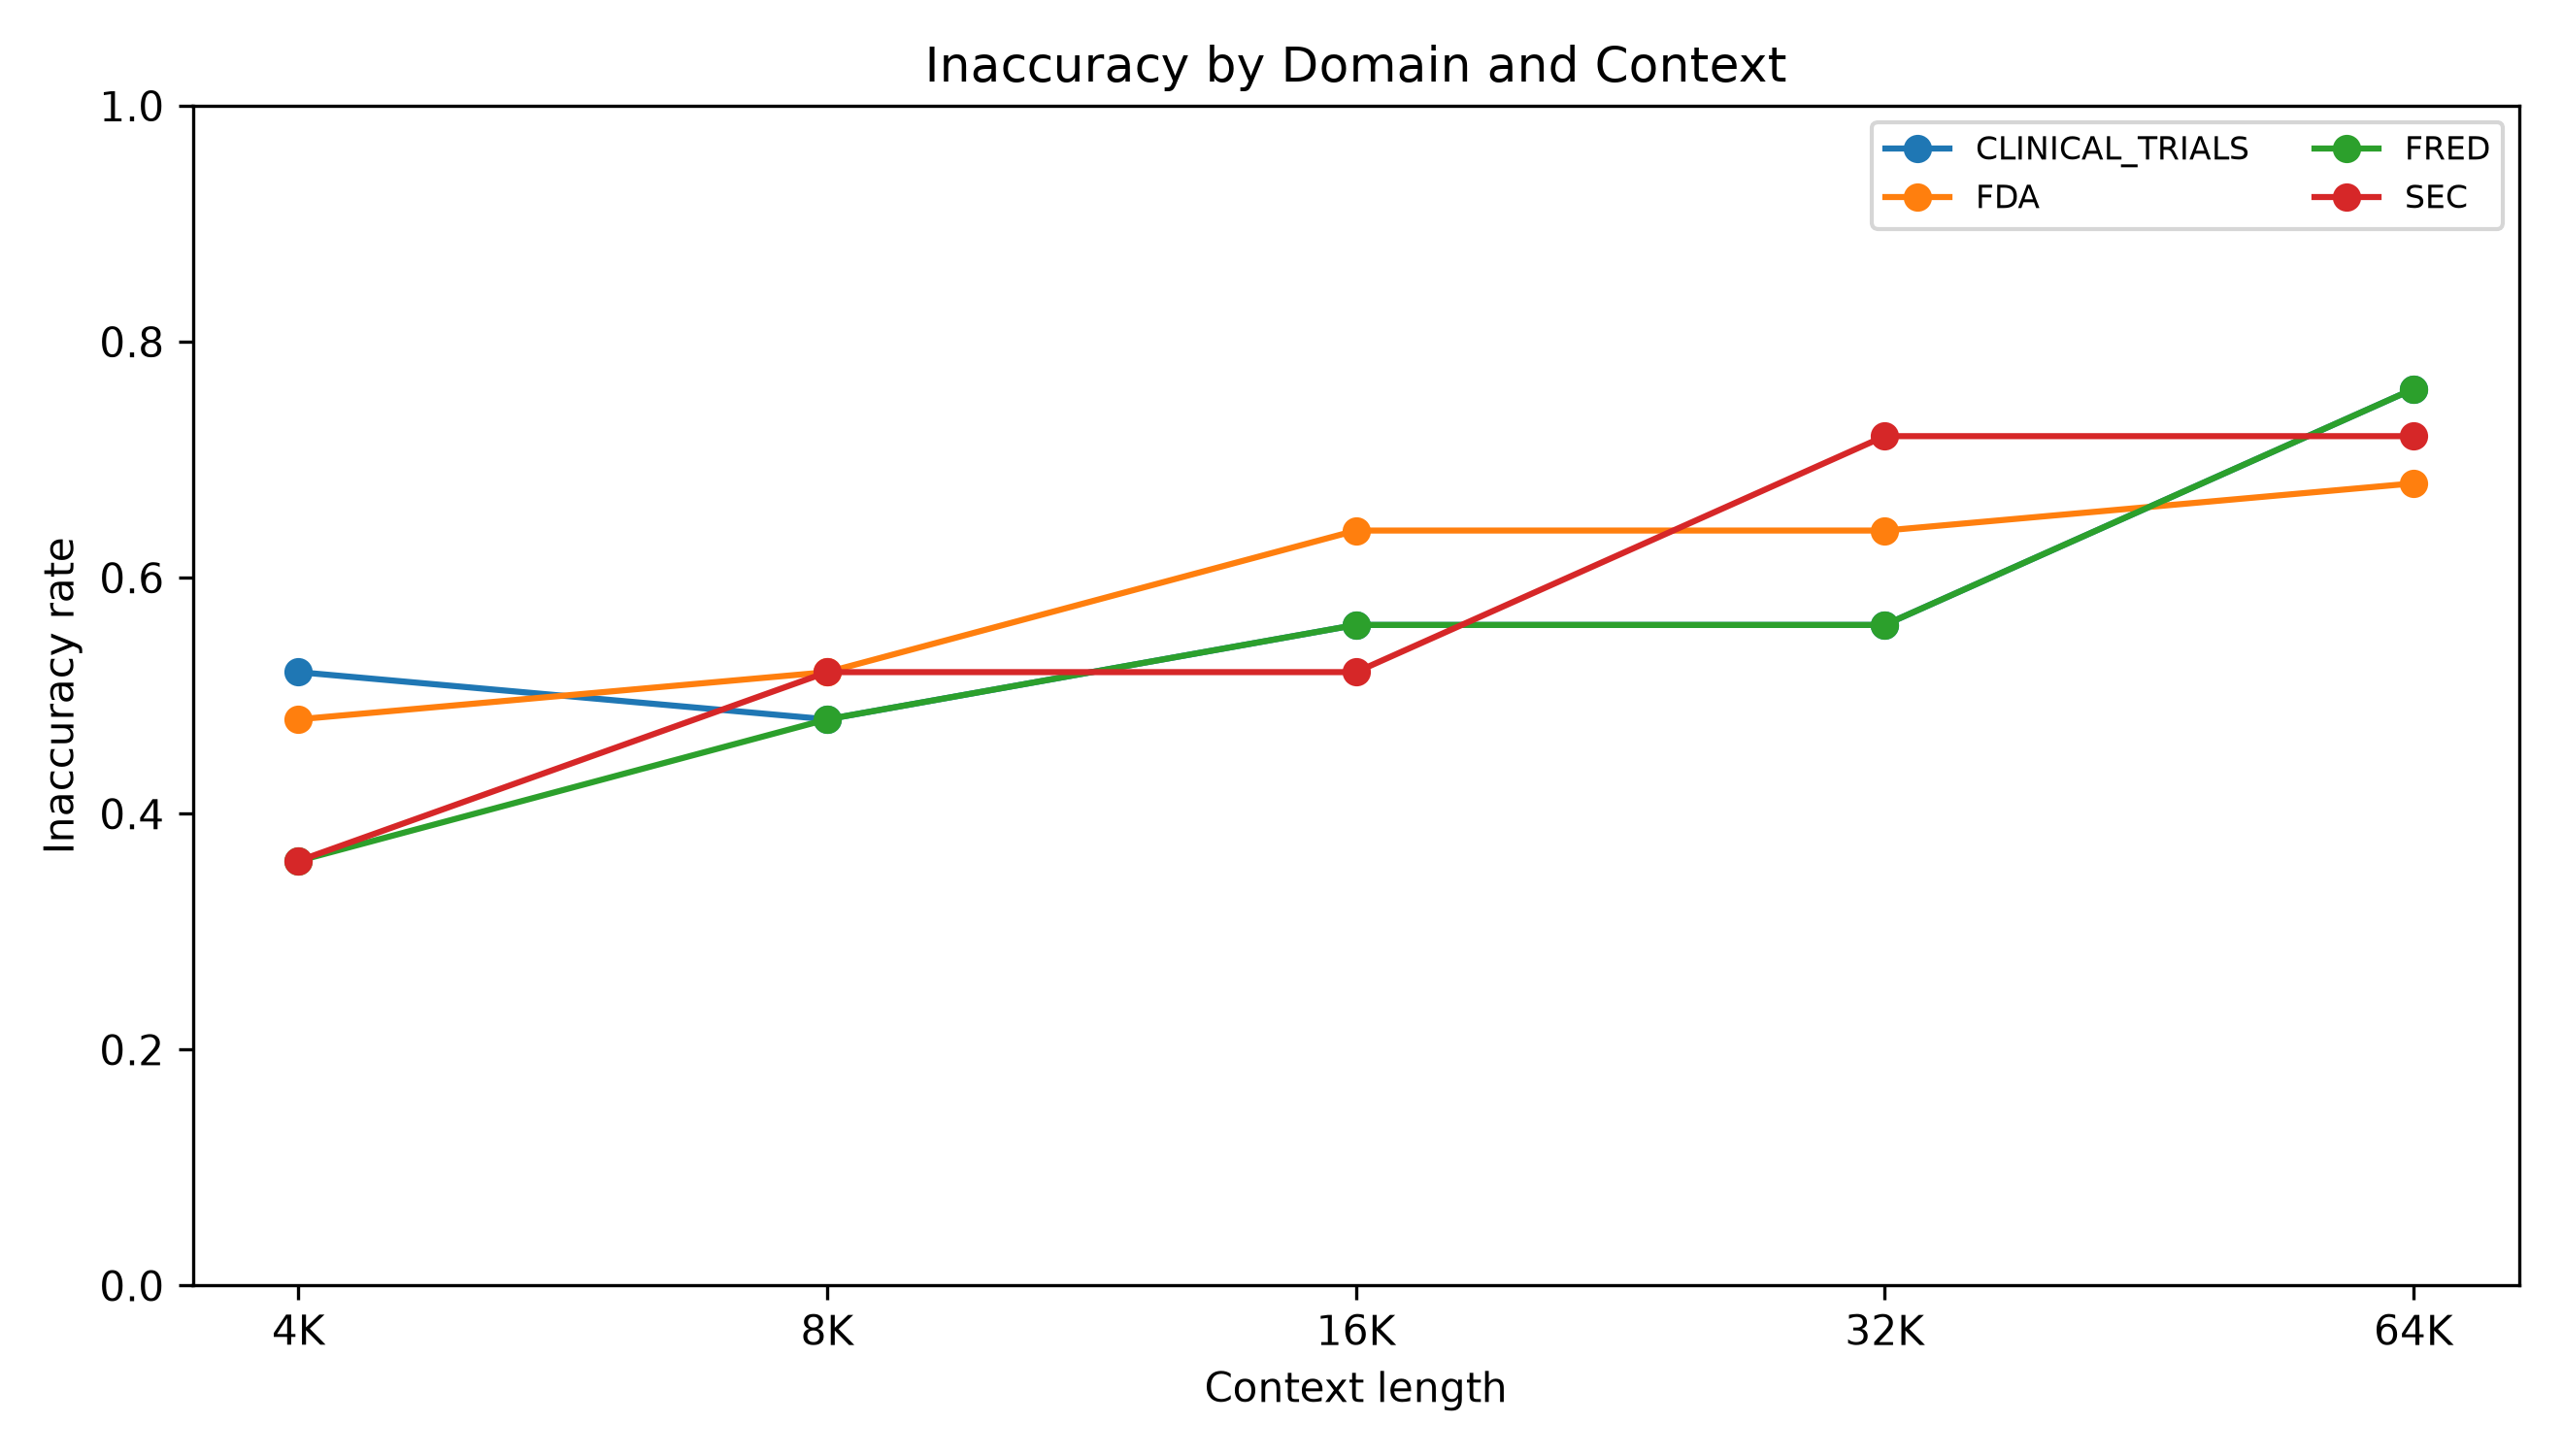 Inaccuracy by Domain and Context
1.0
0.8
0.6
0.4
0.2
0.0
Inaccuracy rate
CLINICAL_TRIALS
FDA
FRED
SEC
4K 8K 16K 32K 64K
Context length